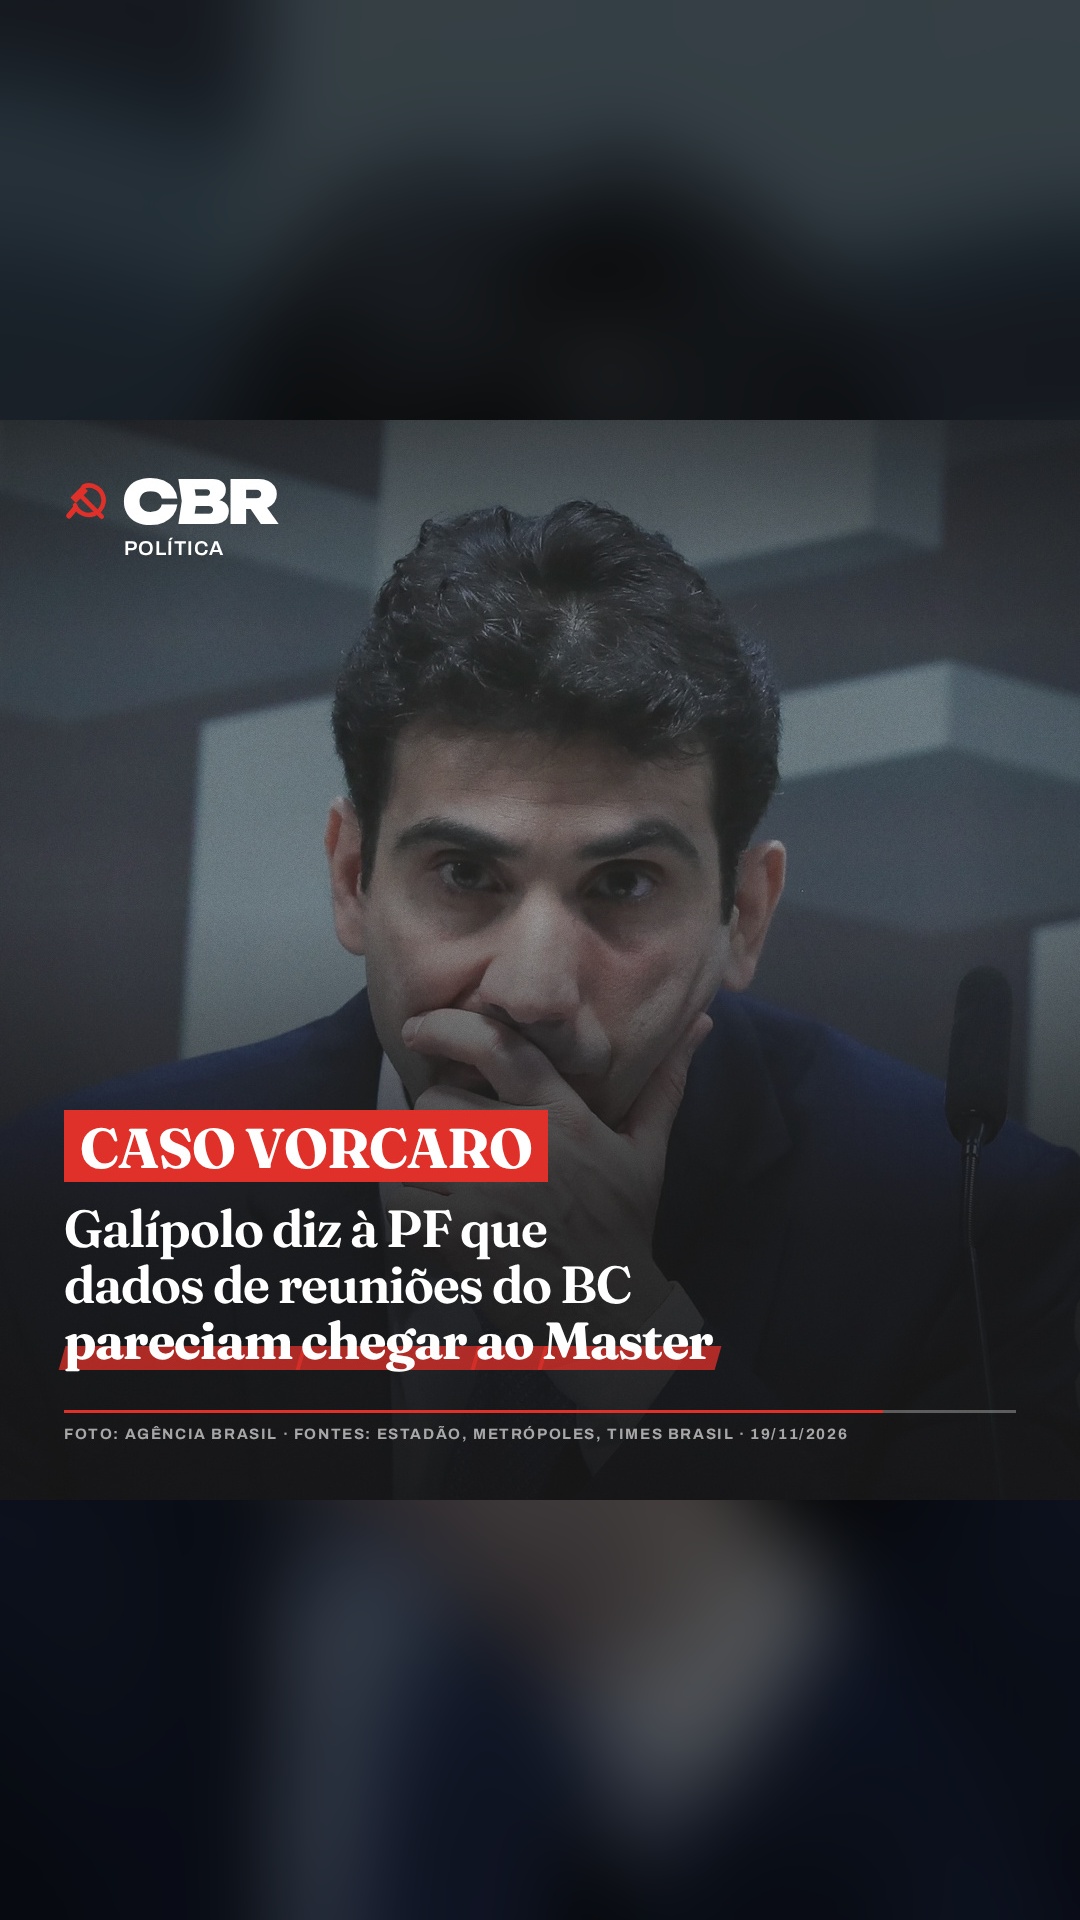 CBR
POLÍTICA
CASO VORCARO
Galípolo diz à PF que
dados de reuniões do BC
pareciam chegar ao Master
FOTO: AGÊNCIA BRASIL · FONTES: ESTADÃO, METRÓPOLES, TIMES BRASIL · 19/11/2026